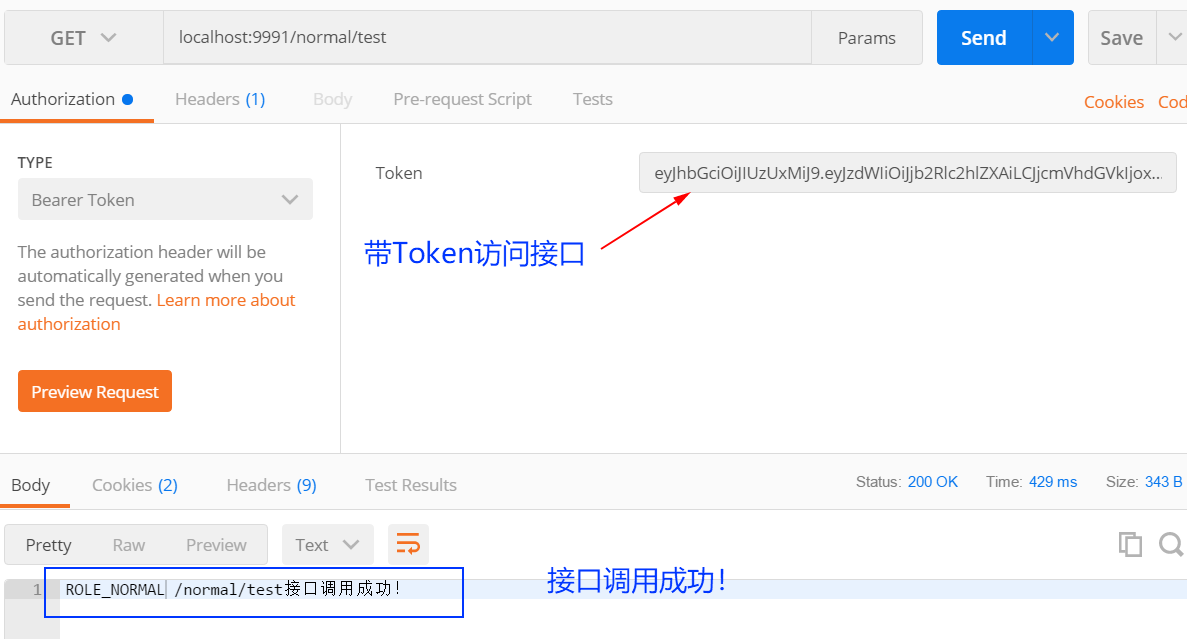 GET localhost:9991/normal/test Params Send Save
Authorization Headers (1) Body Pre-request Script Tests Cookies Cod
TYPE
Bearer Token
The authorization header will be
automatically generated when you
send the request. Learn more about
authorization
Preview Request
Token eyJhbGciOiJIUzUxMiJ9.eyJzdWIiOiJjb2Rlc2hlZXAiLCJjcmVhdGVkIjox...
带Token访问接口
Body Cookies (2) Headers (9) Test Results Status: 200 OK Time: 429 ms Size: 343 B
Pretty Raw Preview Text
1 ROLE_NORMAL /normal/test接口调用成功!
接口调用成功!